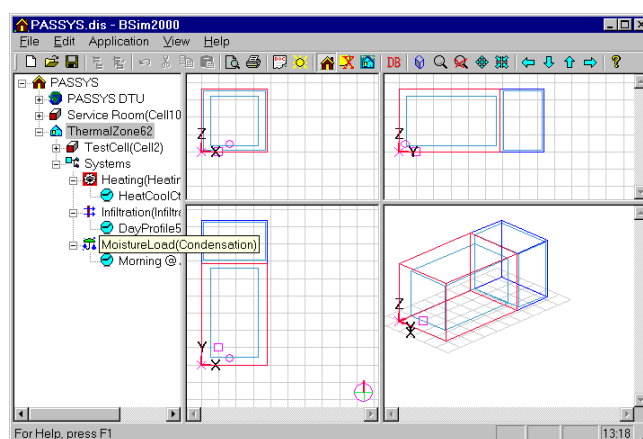 PASSYS.dis - BSim2000
File Edit Application View Help
DB
PASSYS
PASSYS DTU
Service Room(Cell10
ThermalZone62
TestCell(Cell2)
Systems
Heating(Heatin
HeatCoolCt
Infiltration(Infiltra
DayProfile5
MoistureLoad(Condensation)
Morning @.
Z
X
Z
Y
Y
X
Z
Y
X
For Help, press F1
13:18